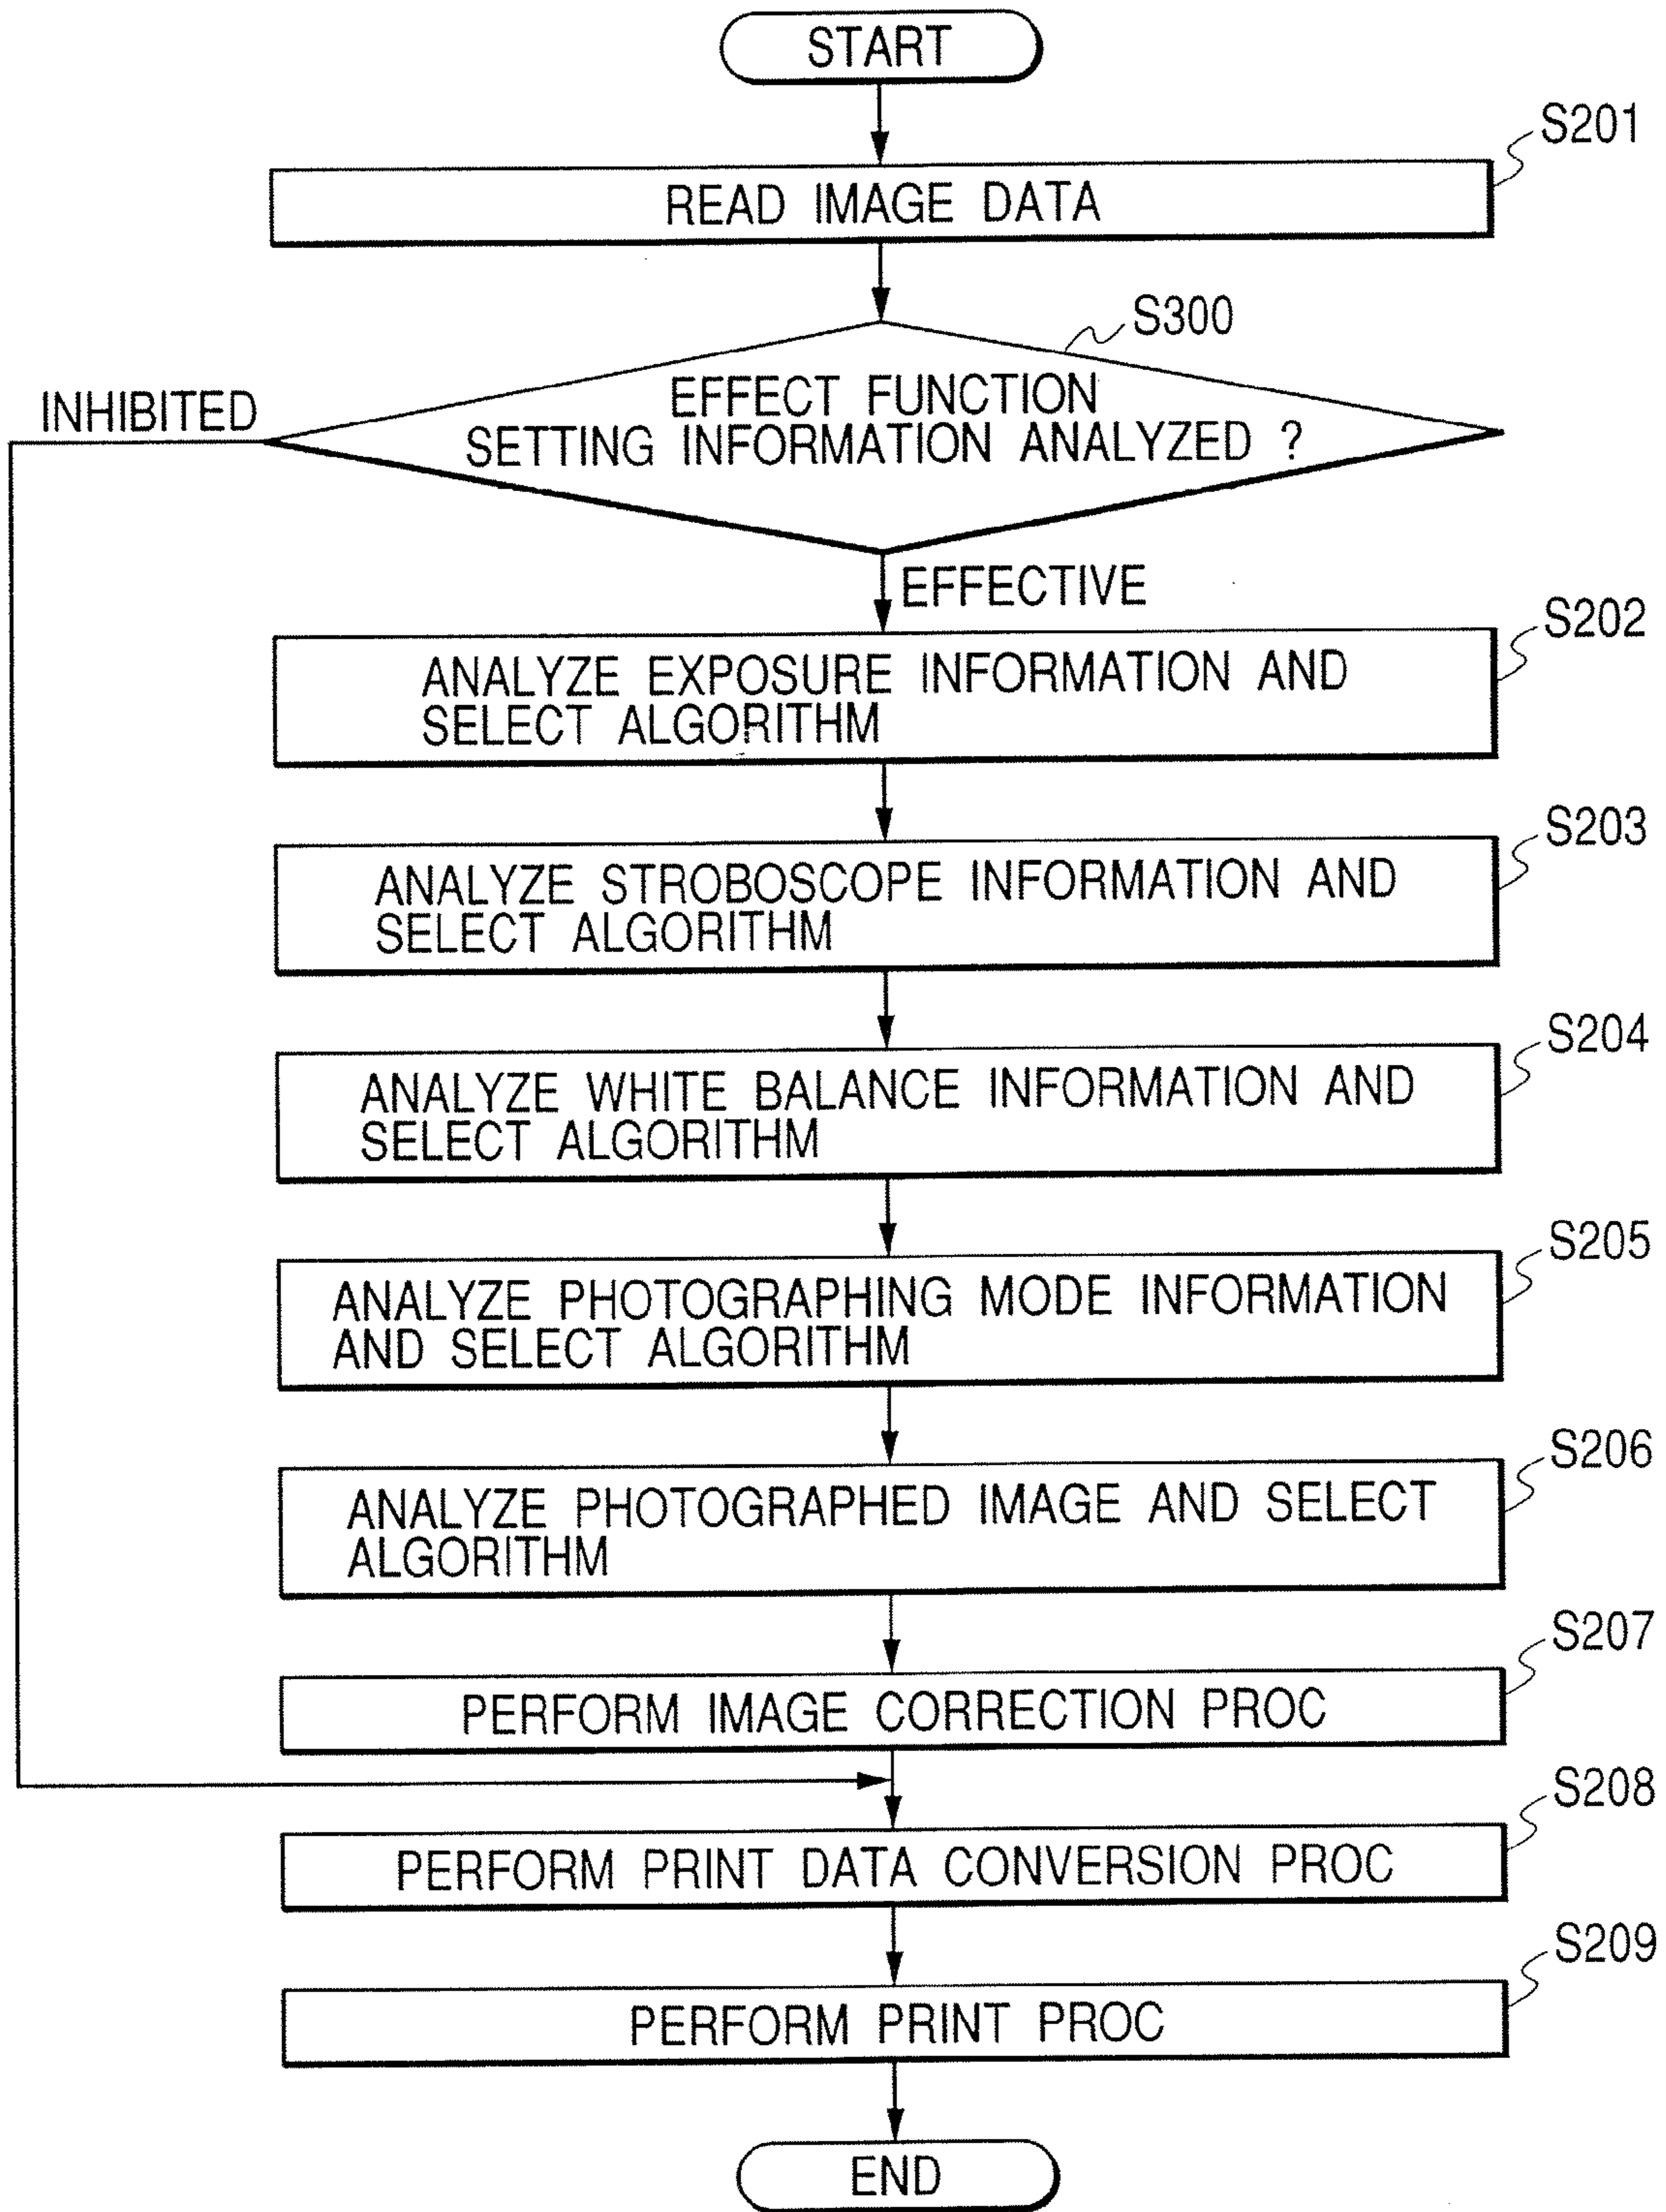 START
S201
READ IMAGE DATA
S300
EFFECT FUNCTION
SETTING INFORMATION ANALYZED ?
INHIBITED
EFFECTIVE
S202
ANALYZE EXPOSURE INFORMATION AND
SELECT ALGORITHM
S203
ANALYZE STROBOSCOPE INFORMATION AND
SELECT ALGORITHM
S204
ANALYZE WHITE BALANCE INFORMATION AND
SELECT ALGORITHM
S205
ANALYZE PHOTOGRAPHING MODE INFORMATION
AND SELECT ALGORITHM
S206
ANALYZE PHOTOGRAPHED IMAGE AND SELECT
ALGORITHM
S207
PERFORM IMAGE CORRECTION PROC
S208
PERFORM PRINT DATA CONVERSION PROC
S209
PERFORM PRINT PROC
END